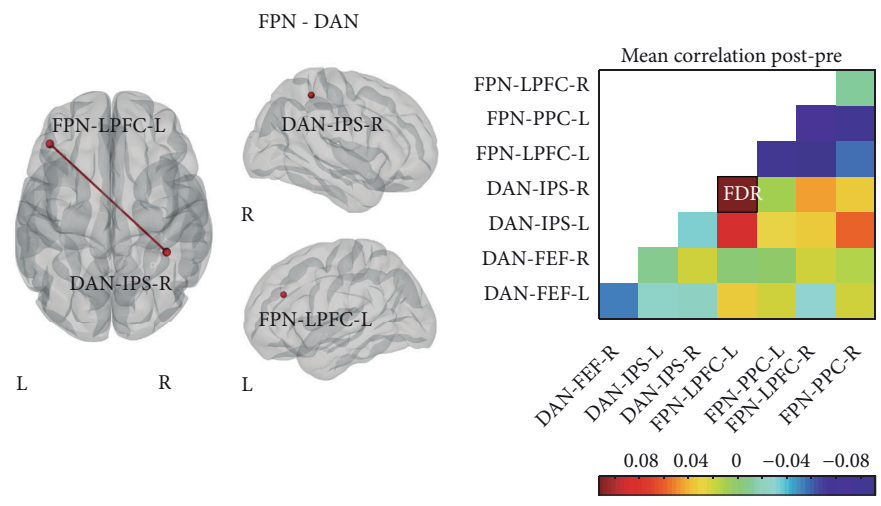 FPN - DAN
FPN-LPFC-L
DAN-IPS-R
L
R
DAN-IPS-R
R
FPN-LPFC-L
L
Mean correlation post-pre
FPN-LPFC-R
FPN-PPC-L
FPN-LPFC-L
DAN-IPS-R
DAN-IPS-L
DAN-FEF-R
DAN-FEF-L
FDR
DAN-FEF-R
DAN-IPS-L
DAN-IPS-R
FPN-LPFC-L
FPN-PPC-L
FPN-LPFC-R
FPN-PPC-R
0.08 0.04 0 −0.04 −0.08